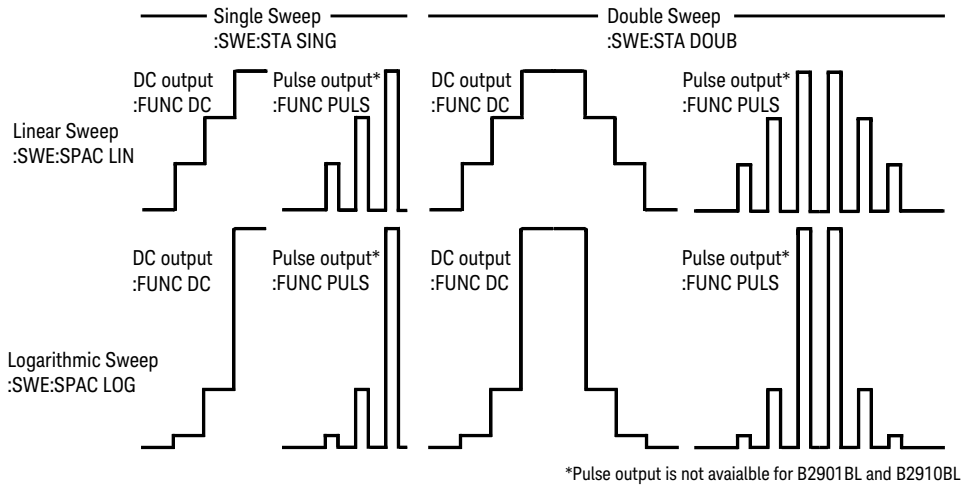 Single Sweep
:SWE:STA SING
Double Sweep
:SWE:STA DOUB
Linear Sweep
:SWE:SPAC LIN
DC output
:FUNC DC
Pulse output*
:FUNC PULS
DC output
:FUNC DC
Pulse output*
:FUNC PULS
Logarithmic Sweep
:SWE:SPAC LOG
DC output
:FUNC DC
Pulse output*
:FUNC PULS
DC output
:FUNC DC
Pulse output*
:FUNC PULS
*Pulse output is not avaialble for B2901BL and B2910BL